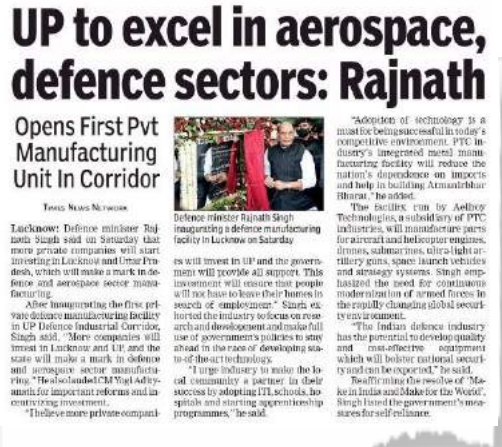 UP to excel in aerospace,
defence sectors: Rajnath
Opens First Pvt
Manufacturing
Unit In Corridor
TIMES NEWS NETWORK
Lucknow: Defence minister Raj-
nath Singh said on Saturday that
more private companies will start
investing in Lucknow and Uttar Pra-
desh, which will make a mark in de-
fence and aerospace sector manu-
facturing.
After inaugurating the first pri-
vate defence manufacturing facility
in UP Defence Industrial Corridor,
Singh said, "More companies will
invest in Lucknow and UP, and the
state will make a mark in defence
and aerospace sector manufactu-
ring." He also lauded CM Yogi Adity-
anath for important reforms and in-
centivizing investment.
"I believe more private compani-
Defence minister Rajnath Singh
inaugurating a defence manufacturing
facility in Lucknow on Saturday
es will invest in UP and the govern-
ment will provide all support. This
investment will ensure that people
will not have to leave their homes in
search of employment." Singh ex-
horted the industry to focus on rese-
arch and development and make full
use of government's policies to stay
ahead in the race of developing sta-
te-of-the-art technology.
"I urge industry to make the lo-
cal community a partner in their
success by adopting ITI, schools, ho-
spitals and starting apprenticeship
programmes," he said.
"Adoption of technology is a
must for being successful in today's
competitive environment. PTC in-
dustry's integrated metal manu-
facturing facility will reduce the
nation's dependence on imports
and help in building Atmanirbhar
Bharat," he added.
The facility, run by Aelloy
Technologies, a subsidiary of PTC
industries, will manufacture parts
for aircraft and helicopter engines,
drones, submarines, ultra-light ar-
tillery guns, space launch vehicles
and strategy systems. Singh emp-
hasized the need for continuous
modernization of armed forces in
the rapidly changing global securi-
ty environment.
"The Indian defence industry
has the potential to develop quality
and cost-effective equipment
which will bolster national securi-
ty and can be exported," he said.
Reaffirming the resolve of 'Ma-
ke in India and Make for the World',
Singh listed the government's mea-
sures for self-reliance.